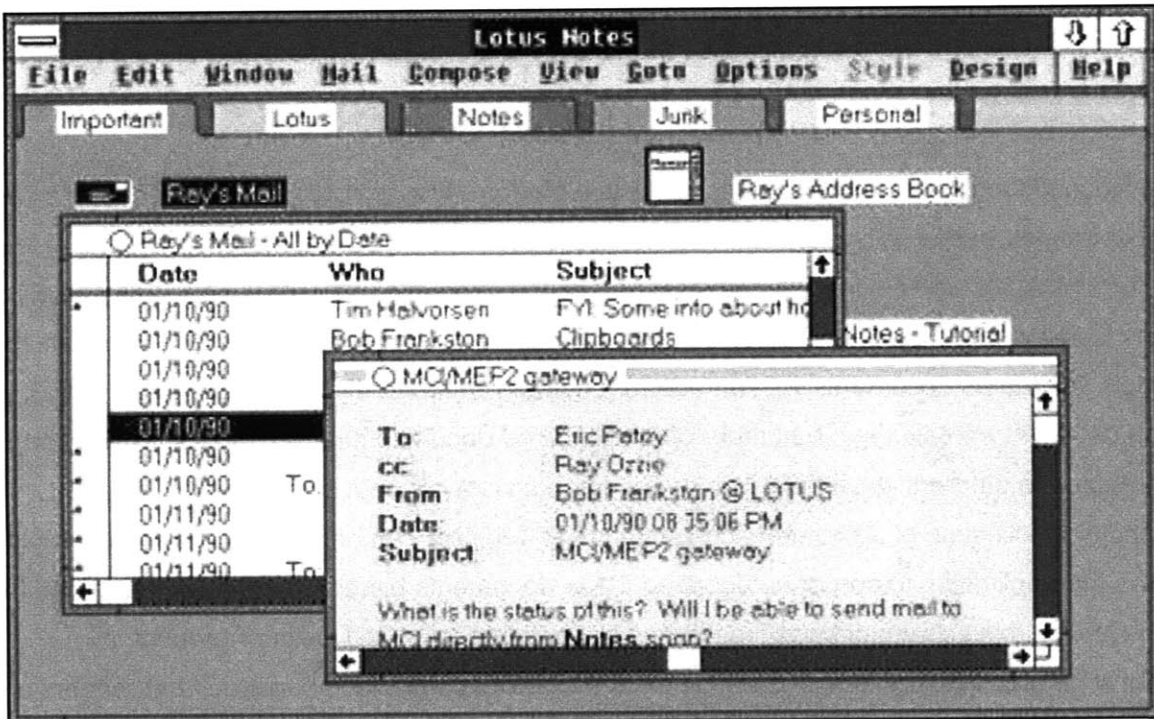 Lotus Notes
File Edit Window Mail Compose View Goto Options Style Design Help
Important Lotus Notes Junk Personal
Ray's Mail Ray's Address Book
Ray's Mail - All by Date
Date Who Subject
01/10/90 Tim Halvorsen FYI: Some info about ho
01/10/90 Bob Frankston Clipboards
Notes - Tutorial
01/10/90
01/10/90
01/10/90
01/10/90
01/10/90 To
01/11/90
01/11/90
01/11/90 To
MCI/MEP2 gateway
To: 
cc: Ray Ozzie
From: Bob Frankston @ LOTUS
Date: 01/10/90 08:35:06 PM
Subject: MCI/MEP2 gateway
What is the status of this? Will I be able to send mail to
MCI directly from Notes soon?